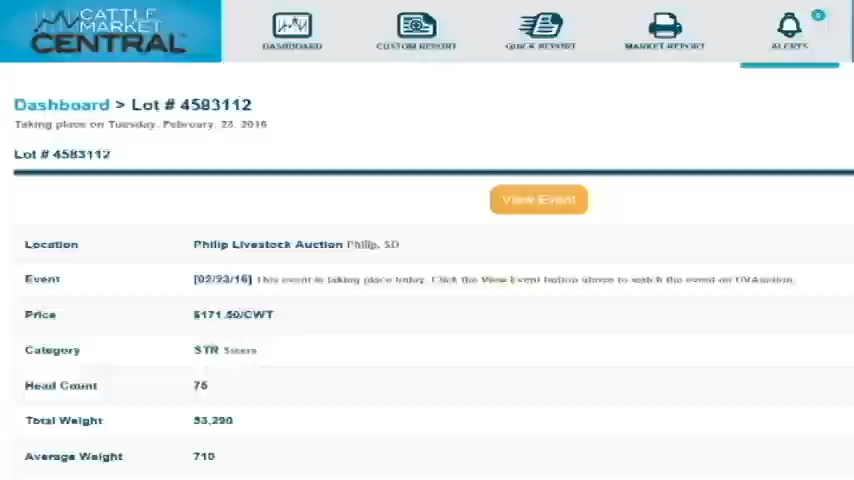 CATTLE
MARKET
CENTRAL
DASHBOARD
CUSTOM REPORT
QUICK REPORT
MARKET REPORT
ALERTS
Dashboard > Lot # 4583112
Taking place on Tuesday, February, 23, 2016
Lot # 4583112
View Event
Location Philip Livestock Auction Philip, SD
Event [02/23/16] This event is taking place today. Click the View Event button above to watch the event on DVAuction.
Price $171.50/CWT
Category STR Steers
Head Count 75
Total Weight 53,290
Average Weight 710